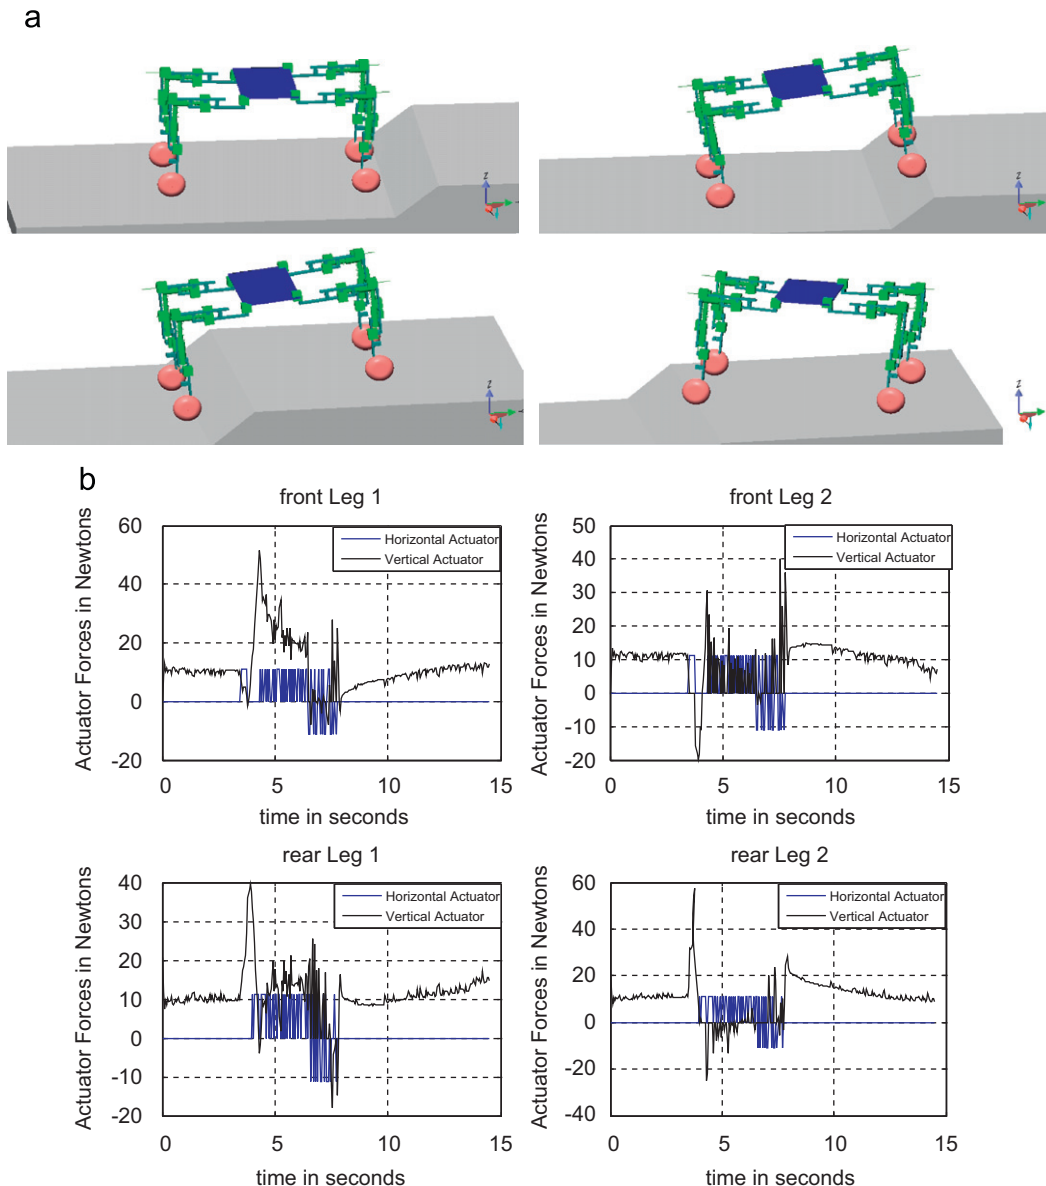 a
z
z
z
z
b
front Leg 1
Actuator Forces in Newtons
60
40
20
0
-20
Horizontal Actuator
Vertical Actuator
0
5
10
15
time in seconds
front Leg 2
Actuator Forces in Newtons
50
40
30
20
10
0
-10
-20
Horizontal Actuator
Vertical Actuator
0
5
10
15
time in seconds
rear Leg 1
Actuator Forces in Newtons
40
30
20
10
0
-10
-20
Horizontal Actuator
Vertical Actuator
0
5
10
15
time in seconds
rear Leg 2
Actuator Forces in Newtons
60
40
20
0
-20
-40
Horizontal Actuator
Vertical Actuator
0
5
10
15
time in seconds